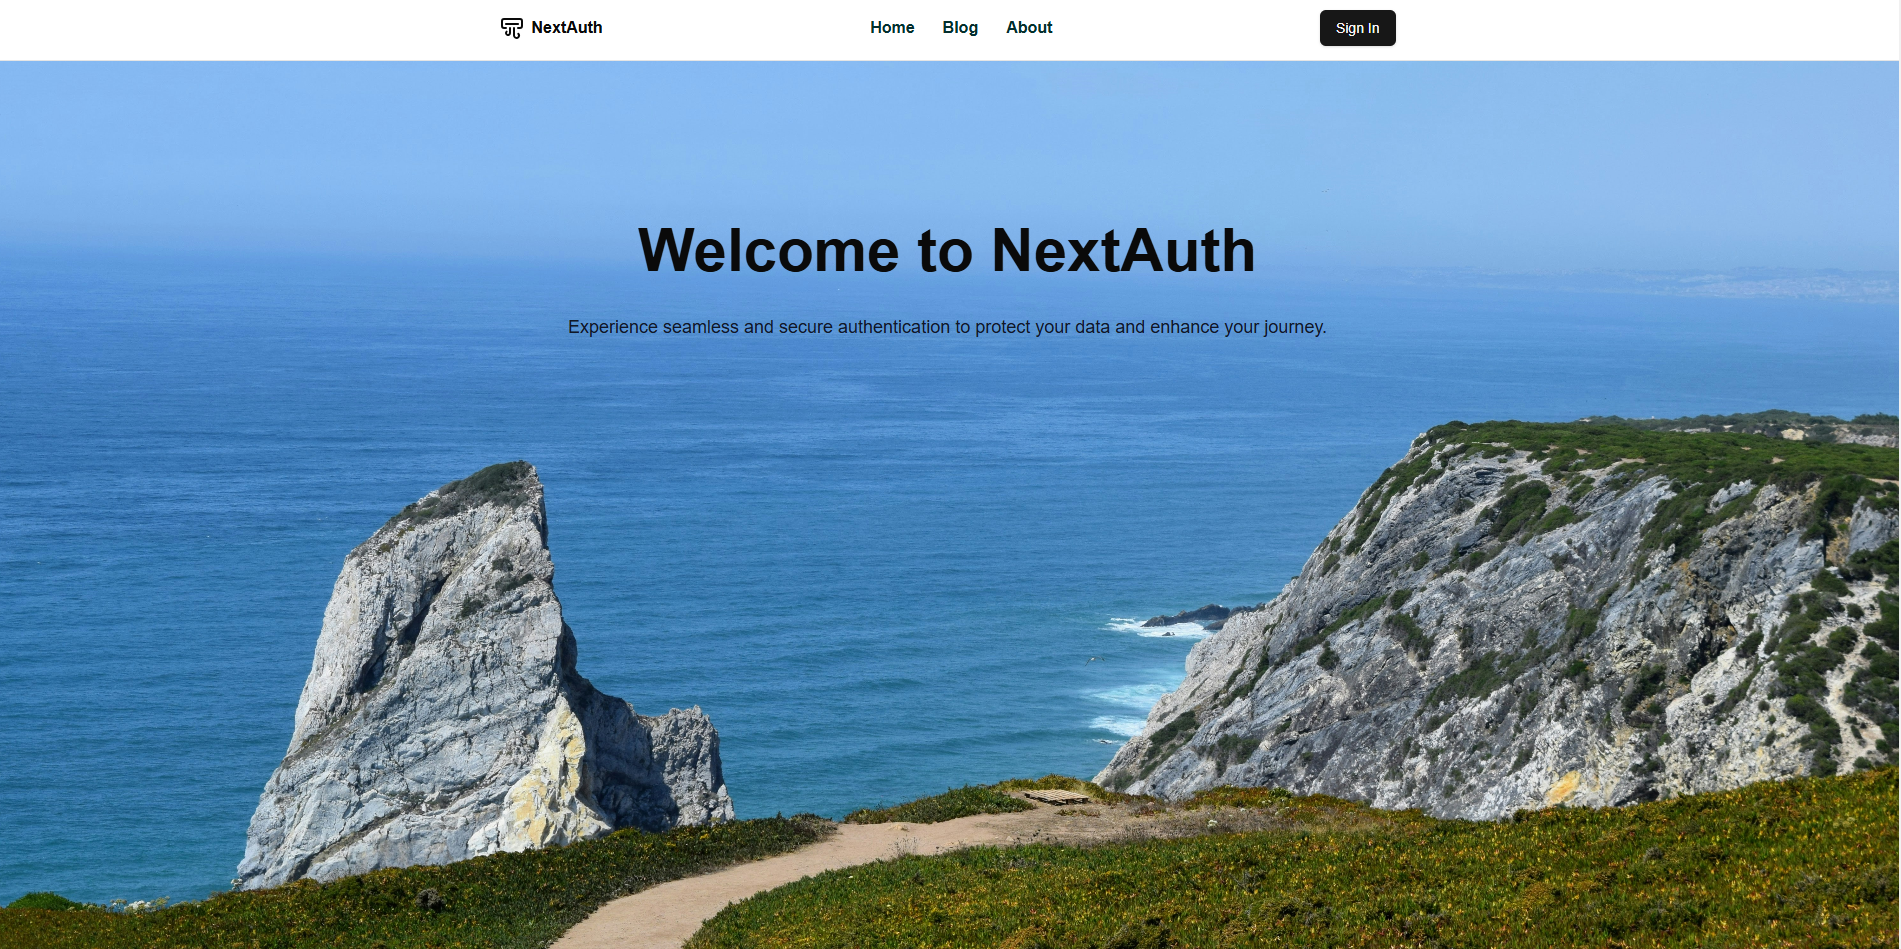 NextAuth
Home Blog About
Sign In
Welcome to NextAuth
Experience seamless and secure authentication to protect your data and enhance your journey.